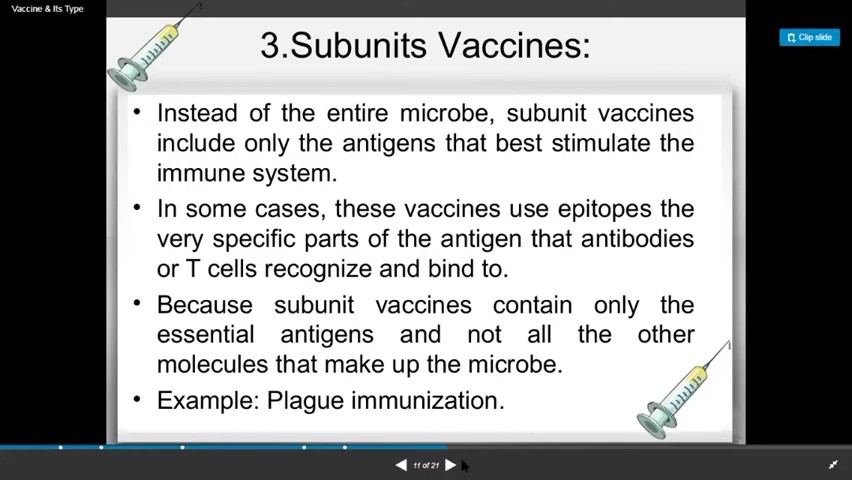 Vaccine & Its Type
Clip slide
3.Subunits Vaccines:
• Instead of the entire microbe, subunit vaccines
include only the antigens that best stimulate the
immune system.
• In some cases, these vaccines use epitopes the
very specific parts of the antigen that antibodies
or T cells recognize and bind to.
• Because subunit vaccines contain only the
essential antigens and not all the other
molecules that make up the microbe.
• Example: Plague immunization.
11 of 21